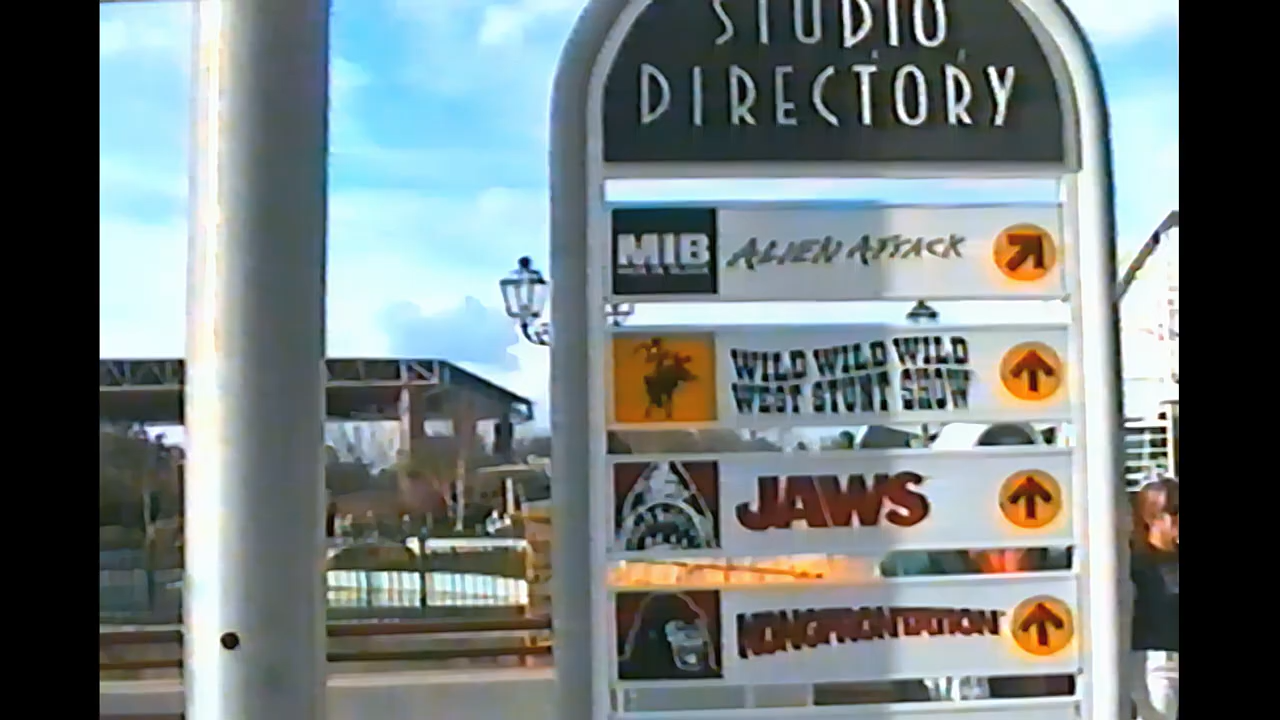 STUDIO
DIRECTORY
MIB ALIEN ATTACK
WILD WILD WILD
WEST STUNT SHOW
JAWS
KONGFRONTATION